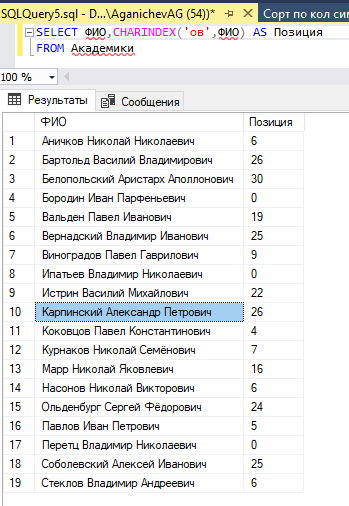 SQLQuery5.sql - D...\AganichevAG (54))* Сорт по кол сим
SELECT ФИО,CHARINDEX('ов',ФИО) AS Позиция
FROM Академики
100 %
Результаты Сообщения
ФИО Позиция
1 Аничков Николай Николаевич 6
2 Бартольд Василий Владимирович 26
3 Белопольский Аристарх Аполлонович 30
4 Бородин Иван Парфеньевич 0
5 Вальден Павел Иванович 19
6 Вернадский Владимир Иванович 25
7 Виноградов Павел Гаврилович 9
8 Ипатьев Владимир Николаевич 0
9 Истрин Василий Михайлович 22
10 Карпинский Александр Петрович 26
11 Коковцов Павел Константинович 4
12 Курнаков Николай Семёнович 7
13 Марр Николай Яковлевич 16
14 Насонов Николай Викторович 6
15 Ольденбург Сергей Фёдорович 24
16 Павлов Иван Петрович 5
17 Перетц Владимир Николаевич 0
18 Соболевский Алексей Иванович 25
19 Стеклов Владимир Андреевич 6